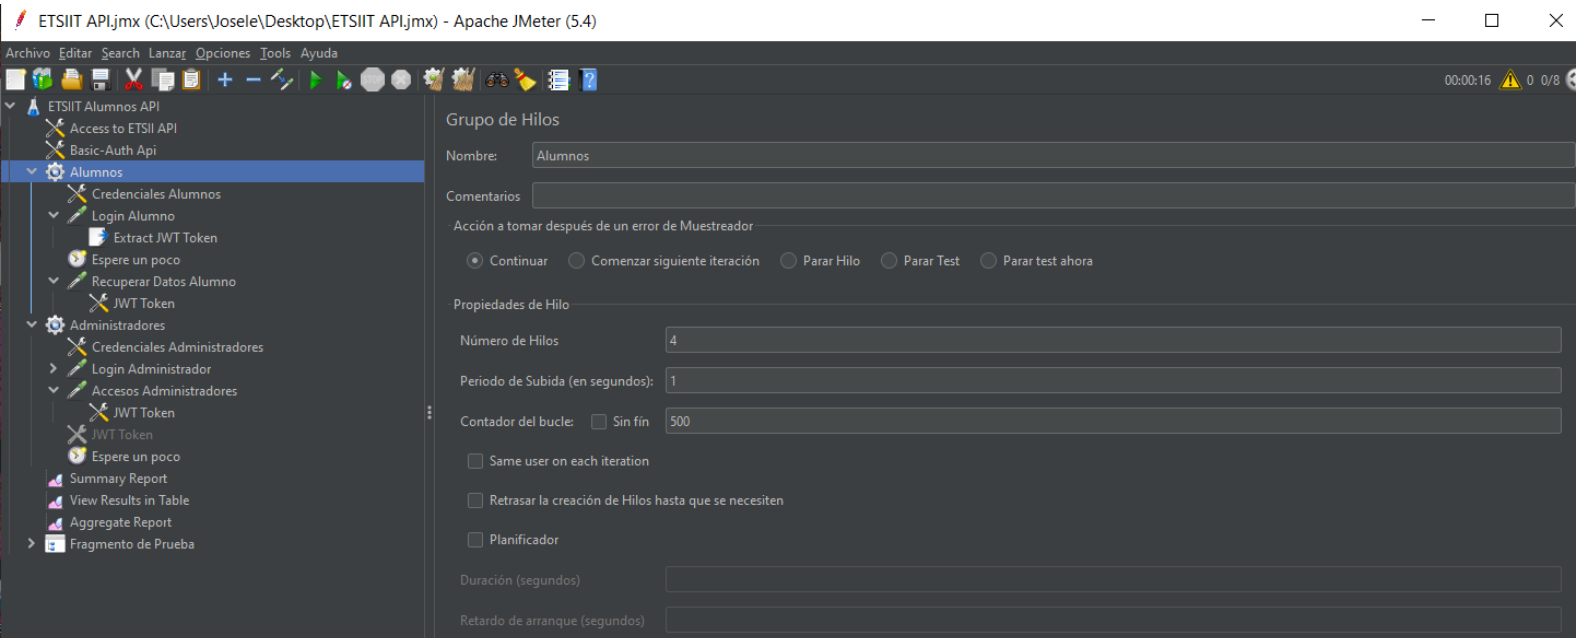 ETSIIT API.jmx (C:\Users\Josele\Desktop\ETSIIT API.jmx) - Apache JMeter (5.4)
Archivo Editar Search Lanzar Opciones Tools Ayuda
00:00:16 0 0/8
ETSIIT Alumnos API
Access to ETSII API
Basic-Auth Api
Alumnos
Credenciales Alumnos
Login Alumno
Extract JWT Token
Espere un poco
Recuperar Datos Alumno
JWT Token
Administradores
Credenciales Administradores
Login Administrador
Accesos Administradores
JWT Token
JWT Token
Espere un poco
Summary Report
View Results in Table
Aggregate Report
Fragmento de Prueba
Grupo de Hilos
Nombre: Alumnos
Comentarios
Acción a tomar después de un error de Muestreador
Continuar Comenzar siguiente iteración Parar Hilo Parar Test Parar test ahora
Propiedades de Hilo
Número de Hilos 4
Periodo de Subida (en segundos): 1
Contador del bucle: Sin fín 500
Same user on each iteration
Retrasar la creación de Hilos hasta que se necesiten
Planificador
Duración (segundos)
Retardo de arranque (segundos)